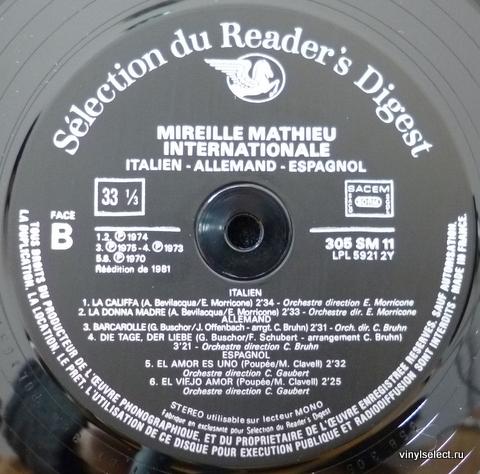 Sélection du Reader's Digest
MIREILLE MATHIEU
INTERNATIONALE
ITALIEN - ALLEMAND - ESPAGNOL
33 1/3
SACEM
FACE
B
1.2. ℗ 1974
3. ℗ 1975 - 4. ℗ 1973
5.6. ℗ 1970
Réédition de 1981
305 SM 11
LPL 5921 2Y
ITALIEN
1. LA CALIFFA (A. Bevilacqua/E. Morricone) 2'34 - Orchestre direction E. Morricone
2. LA DONNA MADRE (A. Bevilacqua/E. Morricone) 2'33 - Orchestre dir. E. Morricone
ALLEMAND
3. BARCAROLLE (G. Buschor/J. Offenbach - arrgt. C. Bruhn) 2'31 - Orch. dir. C. Bruhn
4. DIE TAGE, DER LIEBE (G. Buschor/F. Schubert - arrangement C. Bruhn)
3'21 - Orchestre direction C. Bruhn
ESPAGNOL
5. EL AMOR ES UNO (Poupée/M. Clavell) 2'32
Orchestre direction C. Gaubert
6. EL VIEJO AMOR (Poupée/M. Clavell) 2'25
Orchestre direction C. Gaubert
STEREO utilisable sur lecteur MONO
Fabriqué en exclusivité pour Sélection du Reader's Digest
TOUS DROITS DU PRODUCTEUR DE L'ŒUVRE PHONOGRAPHIQUE, ET DU PROPRIETAIRE DE L'ŒUVRE ENREGISTREE RESERVES, SAUF AUTORISATION,
LA DUPLICATION, LA LOCATION, LE PRET, L'UTILISATION DE CE DISQUE POUR EXECUTION PUBLIQUE ET RADIODIFFUSION SONT INTERDITS - MADE IN FRANCE.
vinylselect.ru